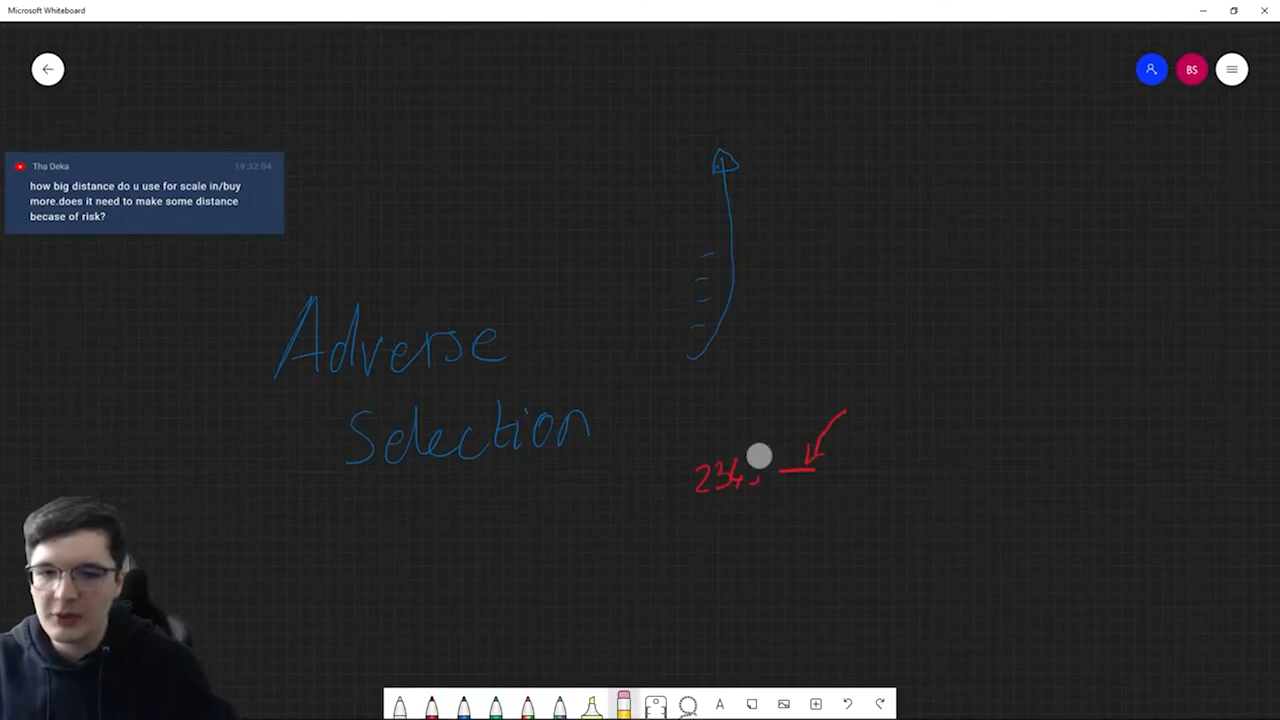 Microsoft Whiteboard
BS
Tha Deka 19:32:04
how big distance do u use for scale in/buy
more.does it need to make some distance
becase of risk?
Adverse
Selection
234,
A